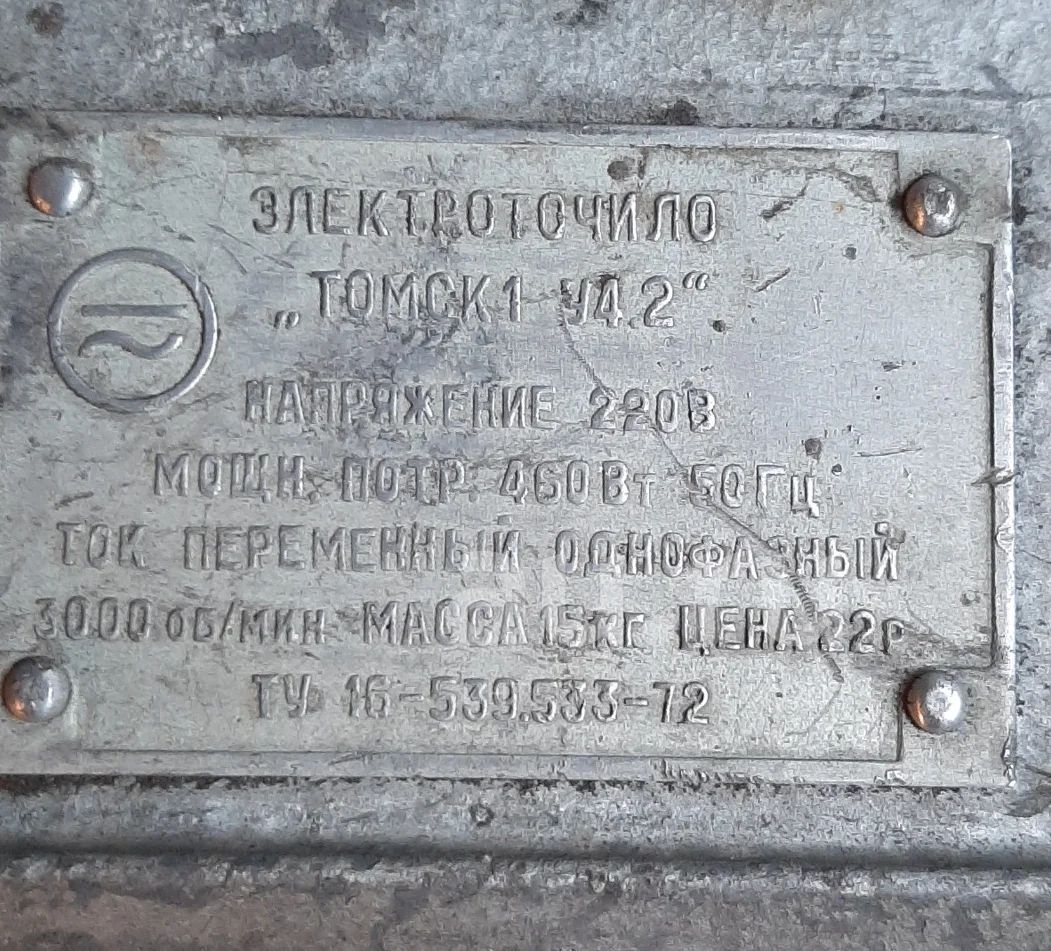 ЭЛЕКТРОТОЧИЛО
„ТОМСК1 У4.2“
НАПРЯЖЕНИЕ 220В
МОЩН. ПОТР. 460Вт 50Гц
ТОК ПЕРЕМЕННЫЙ ОДНОФАЗНЫЙ
3000 об/мин МАССА 15кг ЦЕНА 22р
ТУ 16-539.533-72